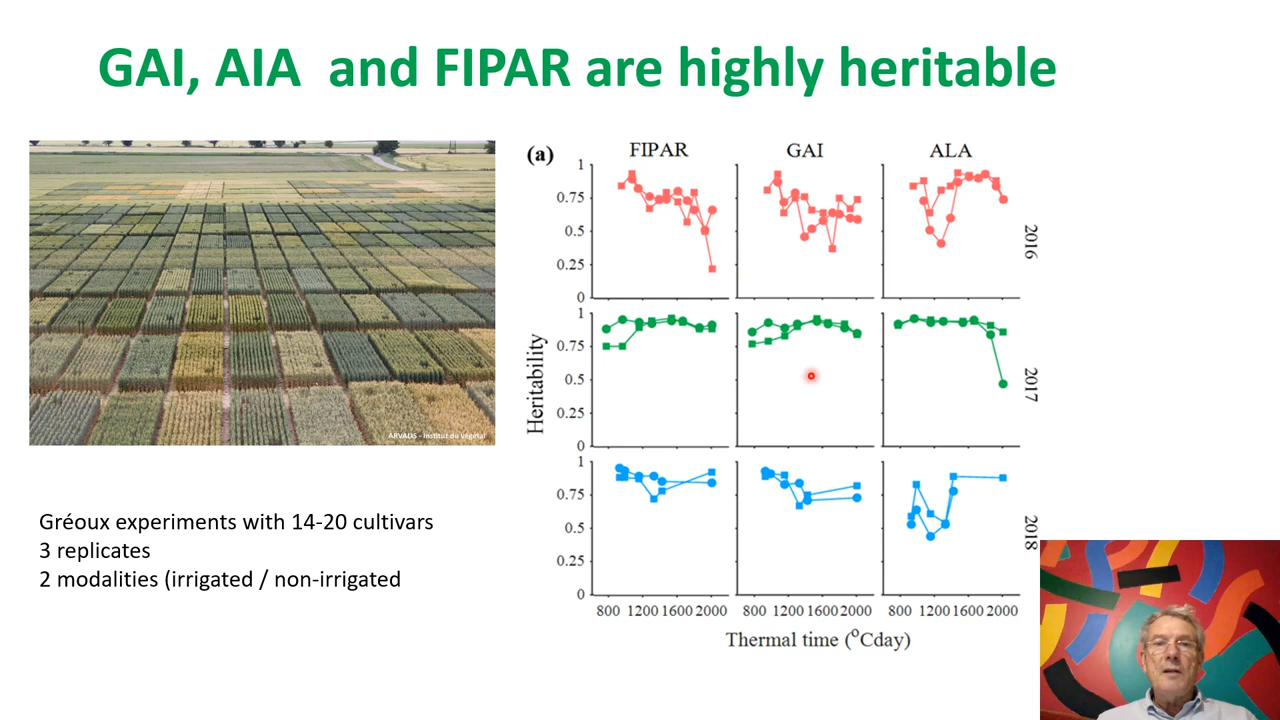 GAI, AIA  and FIPAR are highly heritable
ARVALIS - Institut du végétal
Gréoux experiments with 14-20 cultivars
3 replicates
2 modalities (irrigated / non-irrigated
(a)
FIPAR GAI ALA
1
0.75
0.5
0.25
0
2016
1
0.75
0.5
0.25
0
2017
1
0.75
0.5
0.25
0
2018
Heritability
800 1200 1600 2000 800 1200 1600 2000 800 1200 1600 2000
Thermal time (°Cday)